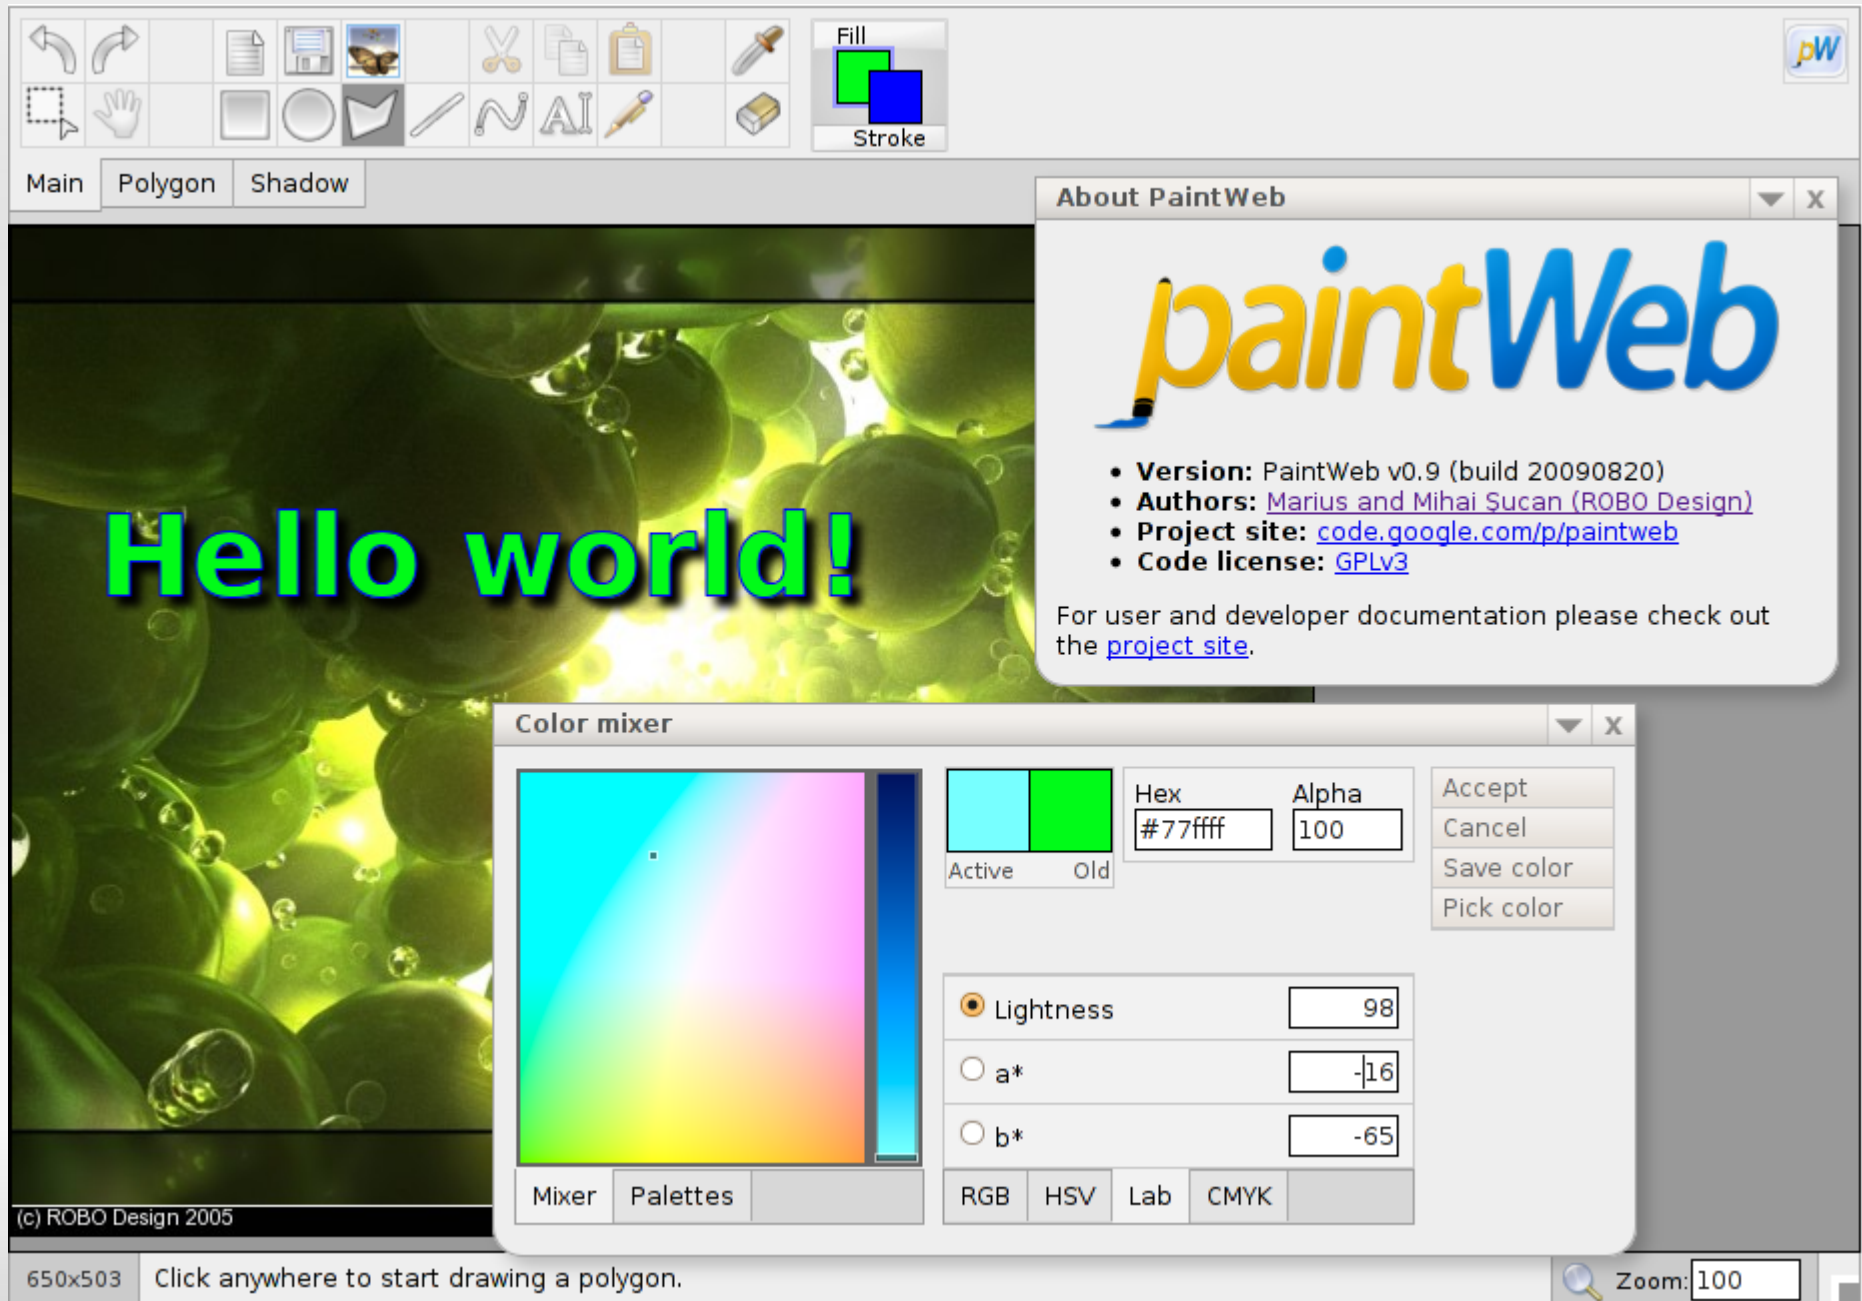 Fill
Stroke
pW
AI
Main Polygon Shadow
About PaintWeb X
paintWeb
• Version: PaintWeb v0.9 (build 20090820)
• Authors: Marius and Mihai Şucan (ROBO Design)
• Project site: code.google.com/p/paintweb
• Code license: GPLv3
For user and developer documentation please check out
the project site.
Hello world!
Color mixer X
Hex Alpha
#77ffff 100
Active Old
Accept
Cancel
Save color
Pick color
Lightness 98
a* -16
b* -65
Mixer Palettes
RGB HSV Lab CMYK
(c) ROBO Design 2005
650x503 Click anywhere to start drawing a polygon. Zoom: 100